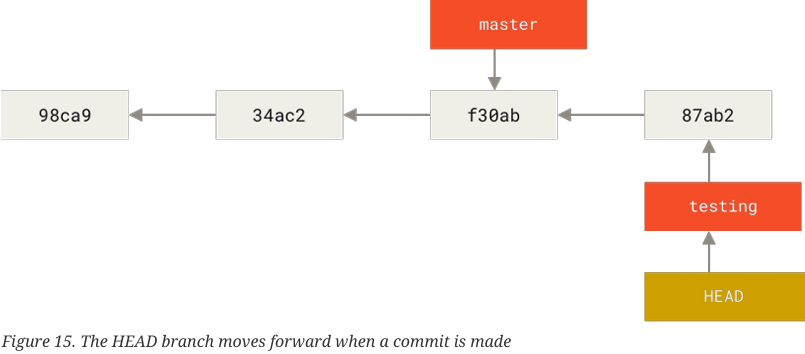 master
98ca9
34ac2
f30ab
87ab2
testing
HEAD
Figure 15. The HEAD branch moves forward when a commit is made